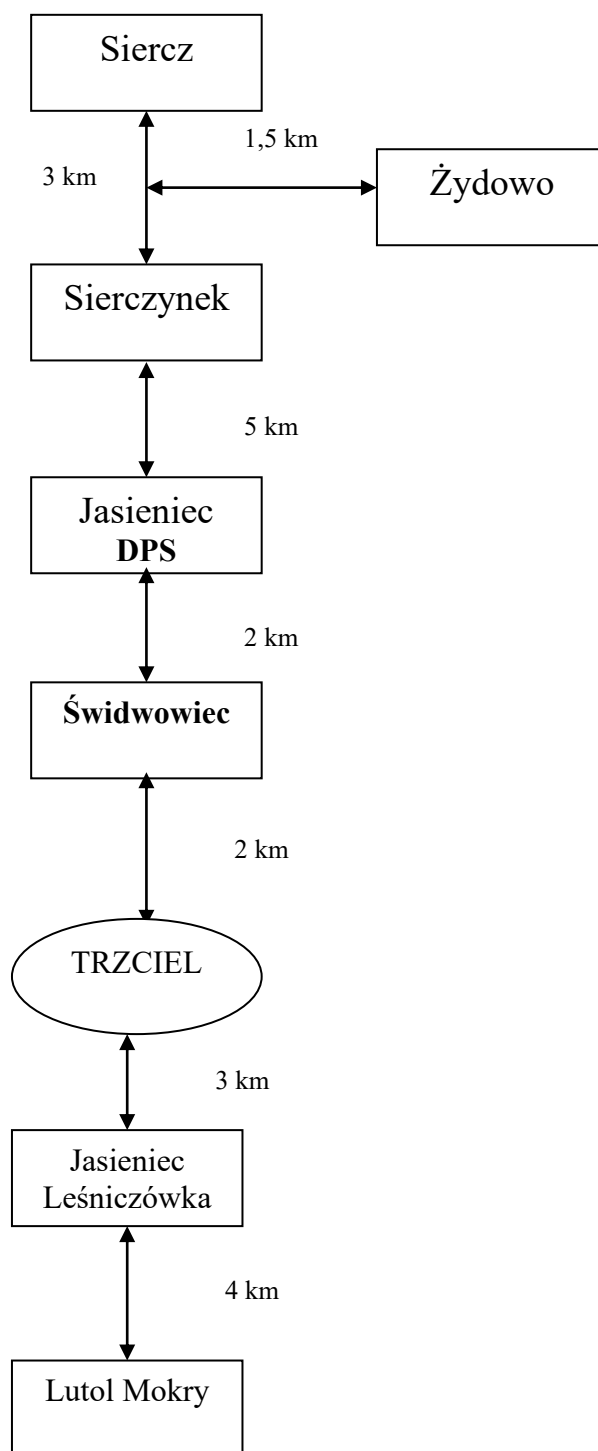 Siercz
1,5 km
3 km
Żydowo
Sierczynek
5 km
Jasieniec
DPS
2 km
Świdwowiec
2 km
TRZCIEL
3 km
Jasieniec
Leśniczówka
4 km
Lutol Mokry